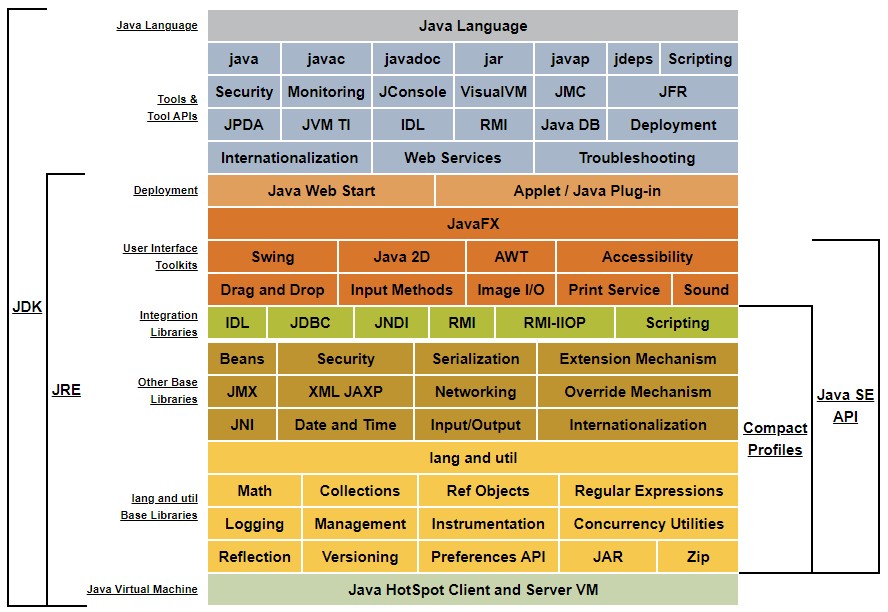 Java Language
Java Language
java javac javadoc jar javap jdeps Scripting
Security Monitoring JConsole VisualVM JMC JFR
Tools &
Tool APIs
JPDA JVM TI IDL RMI Java DB Deployment
Internationalization Web Services Troubleshooting
Deployment
Java Web Start Applet / Java Plug-in
JavaFX
User Interface
Toolkits
Swing Java 2D AWT Accessibility
Drag and Drop Input Methods Image I/O Print Service Sound
Integration
Libraries
IDL JDBC JNDI RMI RMI-IIOP Scripting
Beans Security Serialization Extension Mechanism
Other Base
Libraries
JMX XML JAXP Networking Override Mechanism
JNI Date and Time Input/Output Internationalization
lang and util
lang and util
Base Libraries
Math Collections Ref Objects Regular Expressions
Logging Management Instrumentation Concurrency Utilities
Reflection Versioning Preferences API JAR Zip
Java Virtual Machine
Java HotSpot Client and Server VM
JDK
JRE
Compact
Profiles
Java SE
API